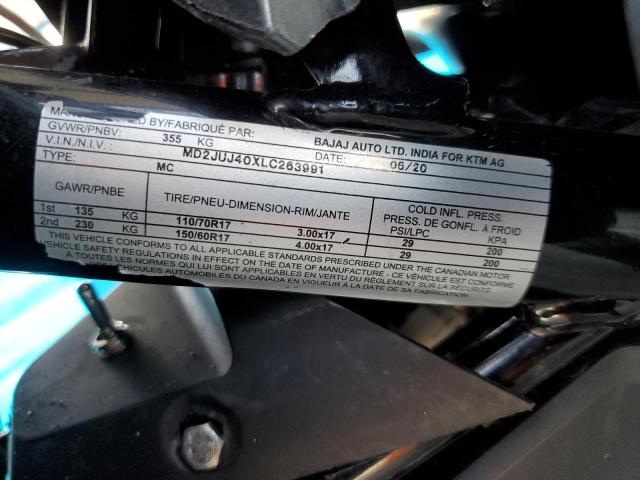 MANUFACTURED BY/FABRIQUÉ PAR: BAJAJ AUTO LTD. INDIA FOR KTM AG
GVWR/PNBV: 355 KG DATE: 06/20
V.I.N./N.I.V.: MD2JUJ40XLC263991
TYPE: MC
GAWR/PNBE TIRE/PNEU-DIMENSION-RIM/JANTE COLD INFL. PRESS.
PRESS. DE GONFL. À FROID
PSI/LPC KPA
1st 135 KG 110/70R17 3.00x17 29 200
2nd 230 KG 150/60R17 4.00x17 29 200
THIS VEHICLE CONFORMS TO ALL APPLICABLE STANDARDS PRESCRIBED UNDER THE CANADIAN MOTOR
VEHICLE SAFETY REGULATIONS IN EFFECT ON THE DATE OF MANUFACTURE - CE VÉHICULE EST CONFORME
À TOUTES LES NORMES QUI LUI SONT APPLICABLES EN VERTU DU RÈGLEMENT SUR LA SÉCURITÉ
VÉHICULES AUTOMOBILES DU CANADA EN VIGUEUR À LA DATE DE SA FABRICATION.